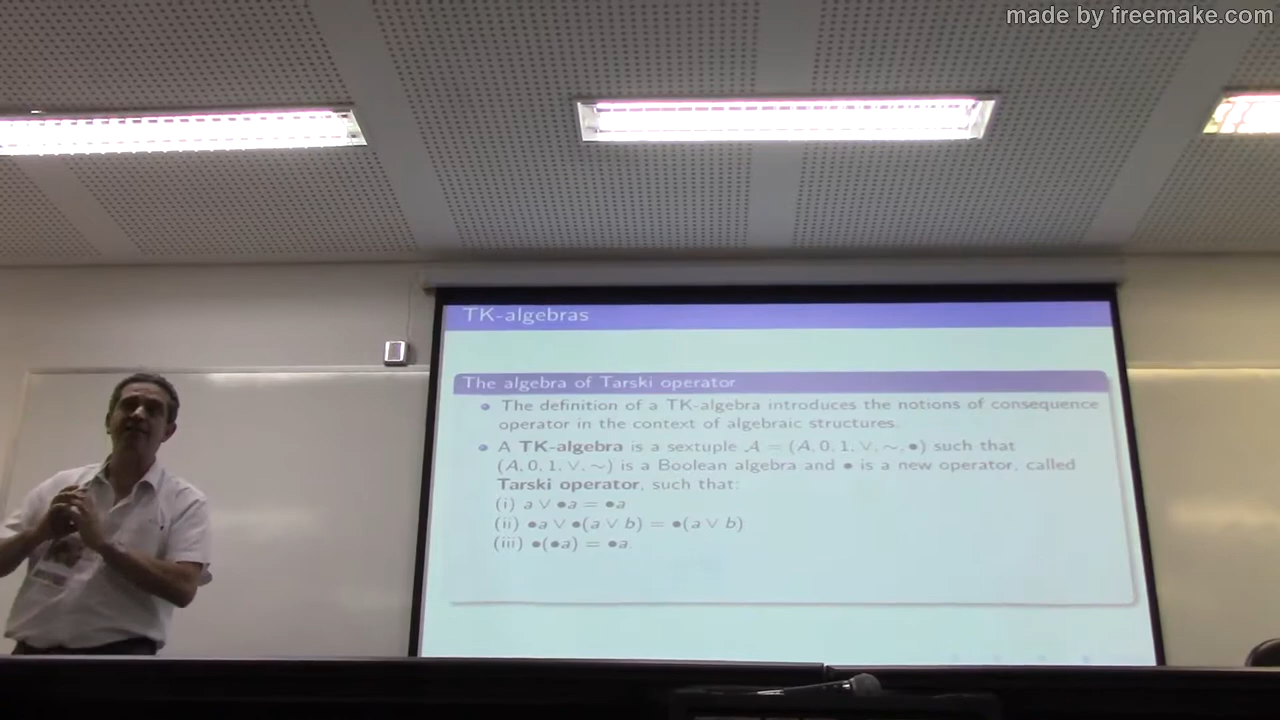 made by freemake.com
TK-algebras
The algebra of Tarski operator
The definition of a TK-algebra introduces the notions of consequence
operator in the context of algebraic structures.
A TK-algebra is a sextuple 𝒜 = (A, 0, 1, ∨, ∼, •) such that
(A, 0, 1, ∨, ∼) is a Boolean algebra and • is a new operator, called
Tarski operator, such that:
(i) a ∨ •a = •a
(ii) •a ∨ •(a ∨ b) = •(a ∨ b)
(iii) •(•a) = •a.